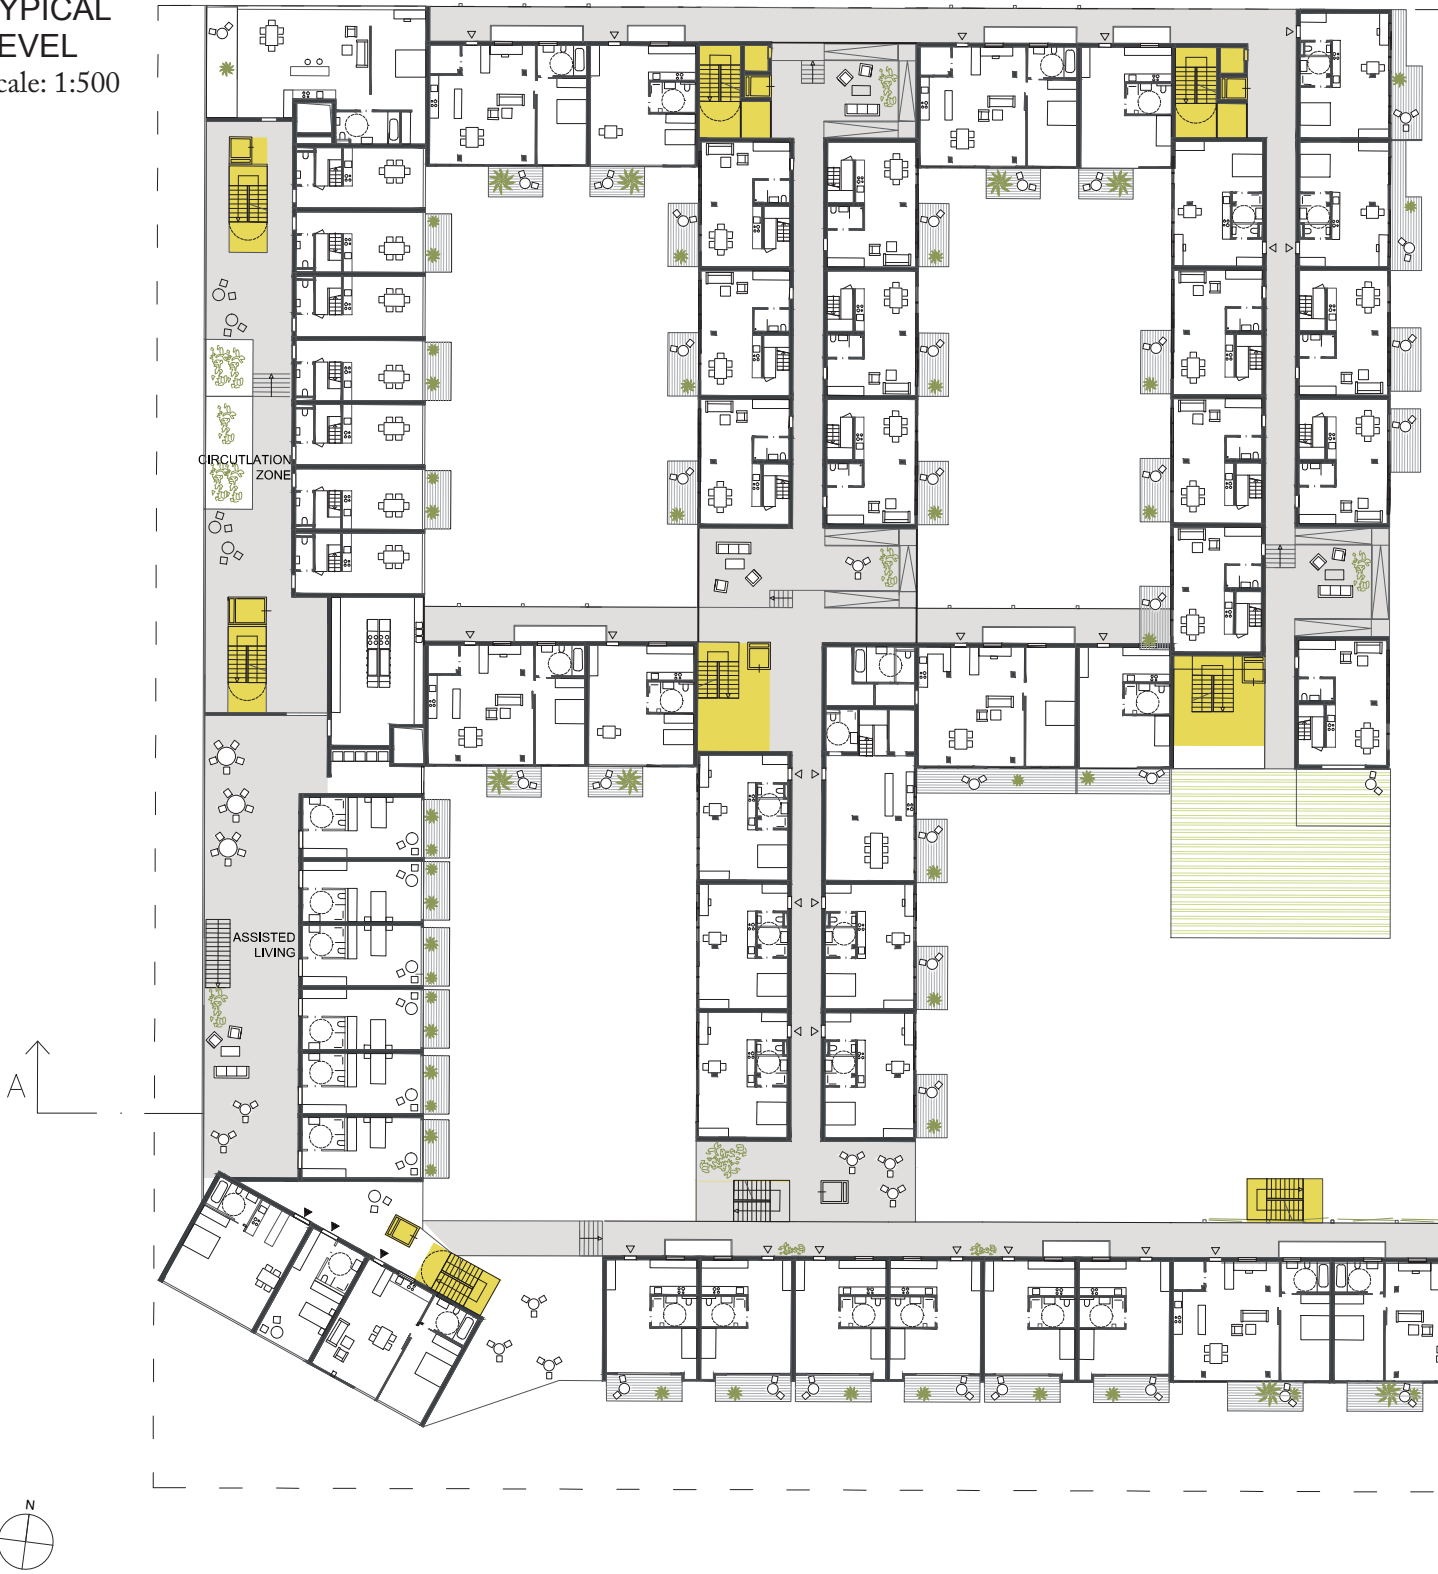 YPICAL
EVEL
cale: 1:500
CIRCUTLATION
ZONE
ASSISTED
LIVING
A
N